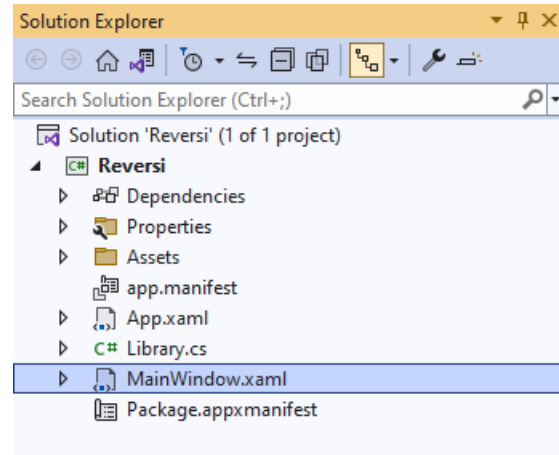 Solution Explorer
Search Solution Explorer (Ctrl+;)
Solution 'Reversi' (1 of 1 project)
C# Reversi
Dependencies
Properties
Assets
app.manifest
App.xaml
C# Library.cs
MainWindow.xaml
Package.appxmanifest